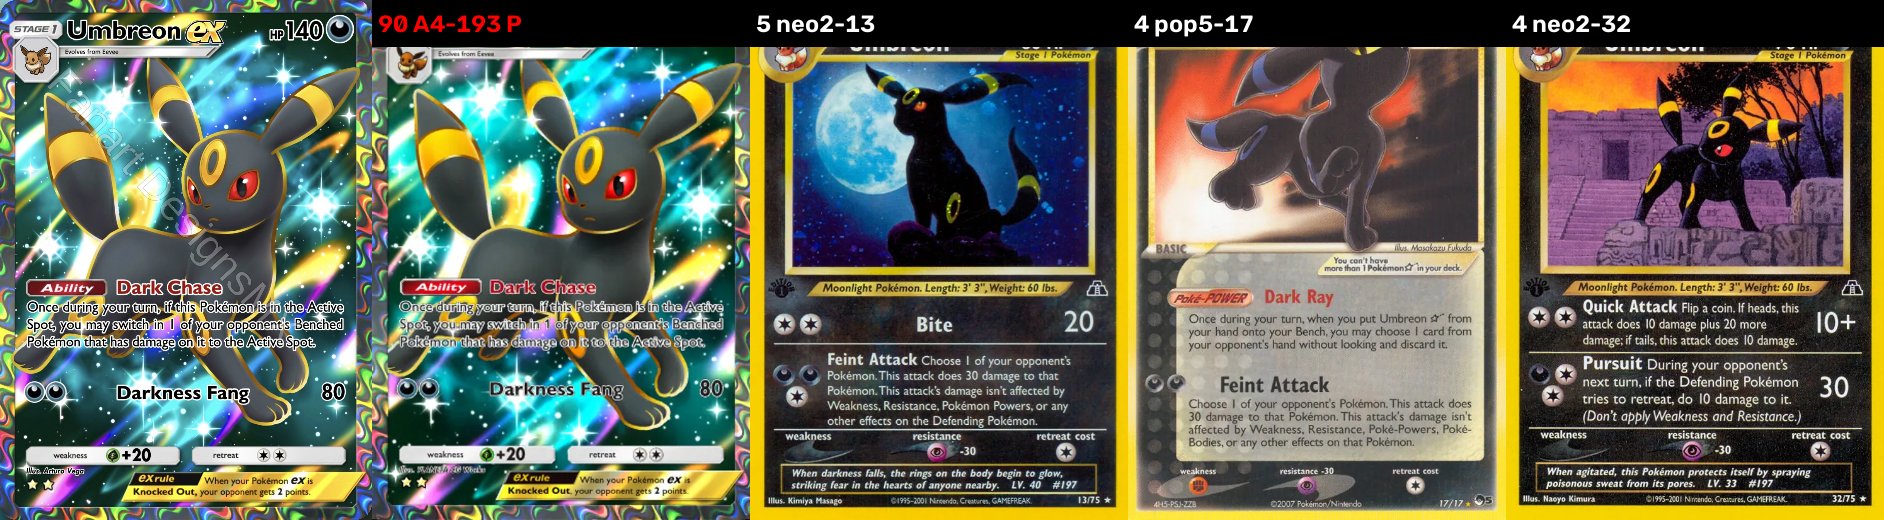 STAGE 1 Umbreon ex HP 140
Evolves from Eevee
Fanart Designs
Ability Dark Chase
Once during your turn, if this Pokémon is in the Active
Spot, you may switch in 1 of your opponent's Benched
Pokémon that has damage on it to the Active Spot.
Darkness Fang 80
weakness +20 retreat
Illus. Arturo Vega
ex rule When your Pokémon ex is
Knocked Out, your opponent gets 2 points.
90 A4-193 P
Evolves from Eevee
Ability Dark Chase
Once during your turn, if this Pokémon is in the Active
Spot, you may switch in 1 of your opponent's Benched
Pokémon that has damage on it to the Active Spot.
Darkness Fang 80
weakness +20 retreat
Illus. PLANETA CG Works
ex rule When your Pokémon ex is
Knocked Out, your opponent gets 2 points.
5 neo2-13
Stage 1 Pokémon
Moonlight Pokémon. Length: 3' 3", Weight: 60 lbs.
Bite 20
Feint Attack Choose 1 of your opponent's
Pokémon. This attack does 30 damage to that
Pokémon. This attack's damage isn't affected by
Weakness, Resistance, Pokémon Powers, or any
other effects on the Defending Pokémon.
weakness resistance retreat cost
-30
When darkness falls, the rings on the body begin to glow,
striking fear in the hearts of anyone nearby. LV. 40 #197
Illus. Kimiya Masago ©1995-2001 Nintendo, Creatures, GAMEFREAK. 13/75 ★
4 pop5-17
BASIC Illus. Masakazu Fukuda
You can't have
more than 1 Pokémon ☆ in your deck.
Poké-POWER Dark Ray
Once during your turn, when you put Umbreon ☆ from
your hand onto your Bench, you may choose 1 card from
your opponent's hand without looking and discard it.
Feint Attack
Choose 1 of your opponent's Pokémon. This attack does
30 damage to that Pokémon. This attack's damage isn't
affected by Weakness, Resistance, Poké-Powers, Poké-
Bodies, or any other effects on that Pokémon.
weakness resistance -30 retreat cost
©2007 Pokémon/Nintendo 17/17 ★
4 neo2-32
Stage 1 Pokémon
Moonlight Pokémon. Length: 3' 3", Weight: 60 lbs.
Quick Attack Flip a coin. If heads, this
attack does 10 damage plus 20 more
damage; if tails, this attack does 10 damage.
10+
Pursuit During your opponent's
next turn, if the Defending Pokémon
tries to retreat, do 10 damage to it.
(Don't apply Weakness and Resistance.)
30
weakness resistance retreat cost
-30
When agitated, this Pokémon protects itself by spraying
poisonous sweat from its pores. LV. 33 #197
Illus. Naoyo Kimura ©1995-2001 Nintendo, Creatures, GAMEFREAK. 32/75 ★